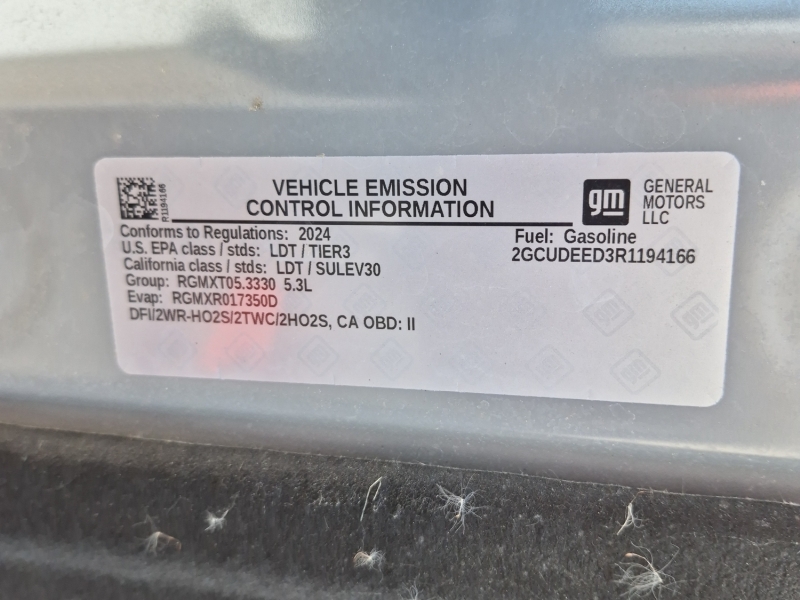 R1194166
VEHICLE EMISSION
CONTROL INFORMATION
gm
GENERAL
MOTORS
LLC
Conforms to Regulations: 2024
U.S. EPA class / stds: LDT / TIER3
California class / stds: LDT / SULEV30
Group: RGMXT05.3330 5.3L
Evap: RGMXR017350D
DFI/2WR-HO2S/2TWC/2HO2S, CA OBD: II
Fuel: Gasoline
2GCUDEED3R1194166